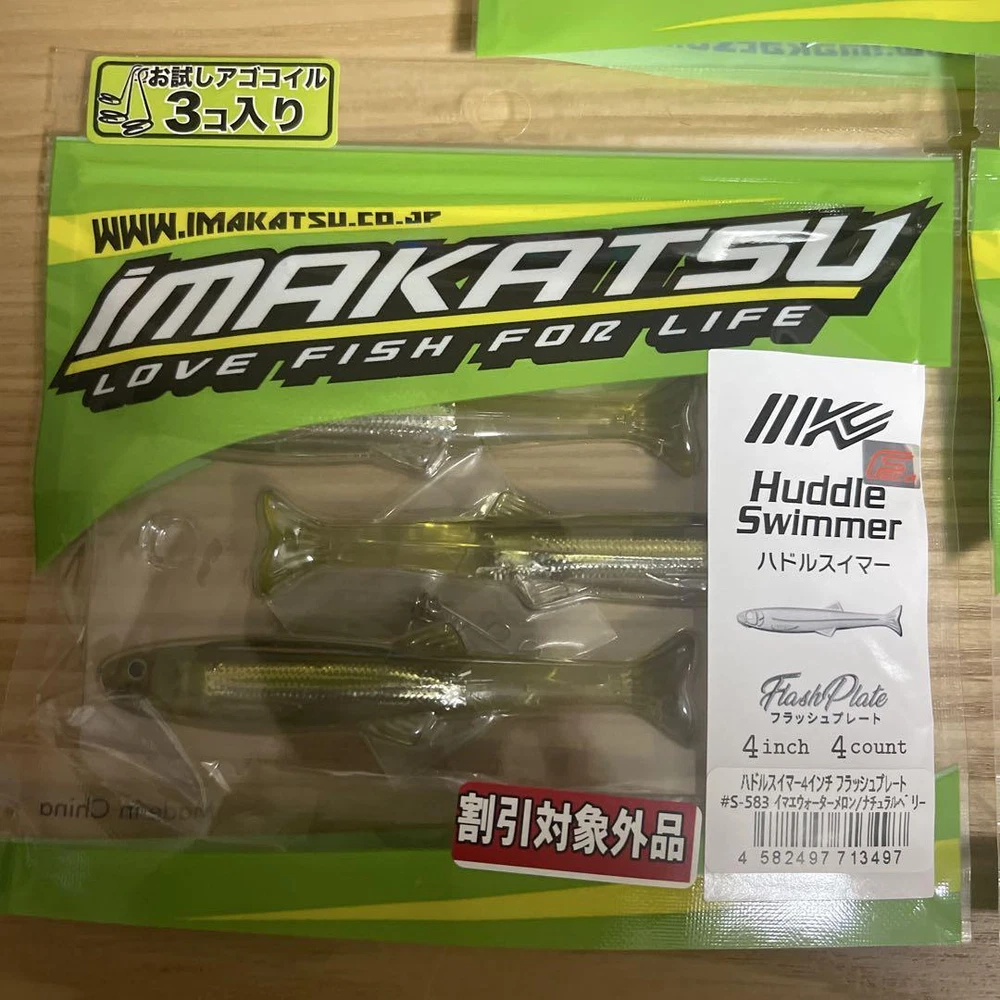 お試しアゴコイル
3コ入り
WWW.IMAKATSU.CO.JP
IMAKATSU
LOVE FISH FOR LIFE
Huddle
Swimmer
ハドルスイマー
Flash Plate
フラッシュプレート
4inch 4count
ハドルスイマー4インチ フラッシュプレート
#S-583 イマエウォーターメロン/ナチュラルベリー
4 582497 713497
割引対象外品
Made in China